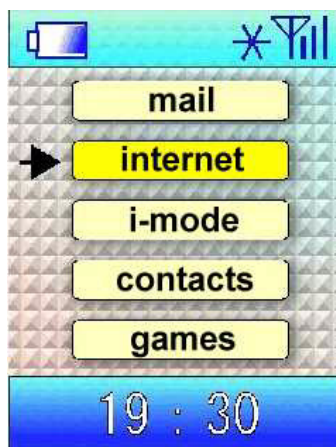 mail
internet
i-mode
contacts
games
19 : 30